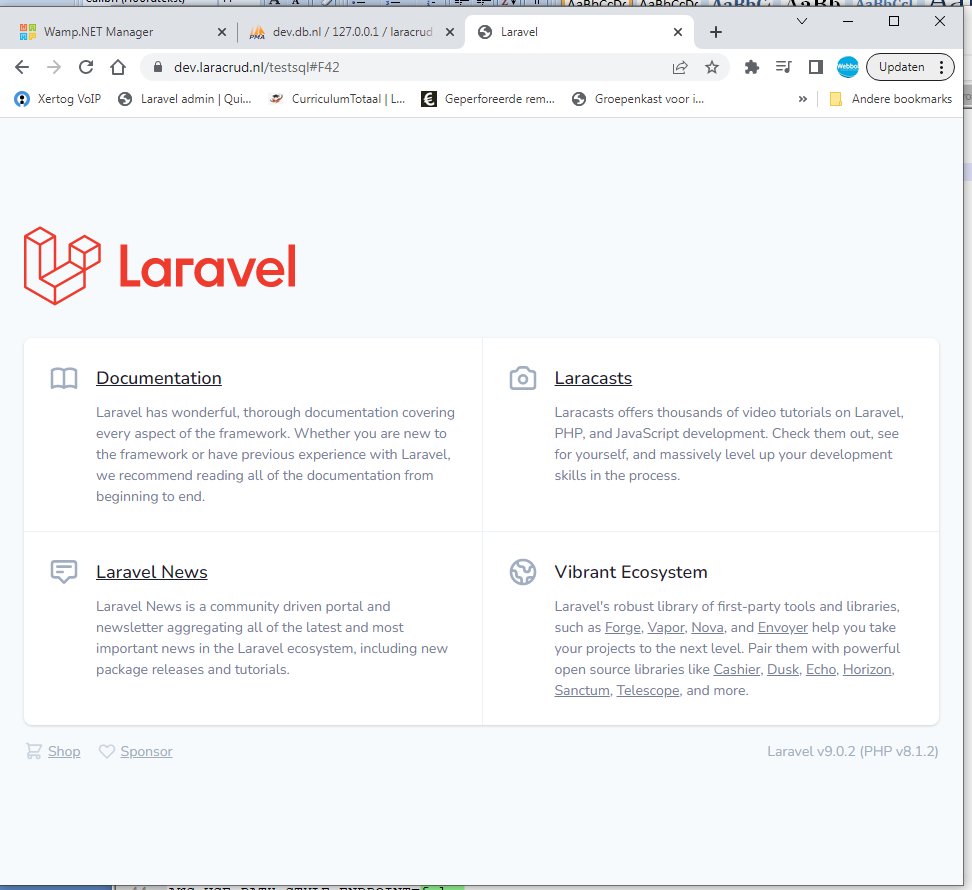 Wamp.NET Manager
dev.db.nl / 127.0.0.1 / laracrud
Laravel
dev.laracrud.nl/testsql#F42
Webbo
Updaten
Xertog VoIP
Laravel admin | Qui...
CurriculumTotaal | L...
Geperforeerde rem...
Groepenkast voor i...
»
Andere bookmarks
Laravel
Documentation
Laravel has wonderful, thorough documentation covering
every aspect of the framework. Whether you are new to
the framework or have previous experience with Laravel,
we recommend reading all of the documentation from
beginning to end.
Laracasts
Laracasts offers thousands of video tutorials on Laravel,
PHP, and JavaScript development. Check them out, see
for yourself, and massively level up your development
skills in the process.
Laravel News
Laravel News is a community driven portal and
newsletter aggregating all of the latest and most
important news in the Laravel ecosystem, including new
package releases and tutorials.
Vibrant Ecosystem
Laravel's robust library of first-party tools and libraries,
such as Forge, Vapor, Nova, and Envoyer help you take
your projects to the next level. Pair them with powerful
open source libraries like Cashier, Dusk, Echo, Horizon,
Sanctum, Telescope, and more.
Shop
Sponsor
Laravel v9.0.2 (PHP v8.1.2)